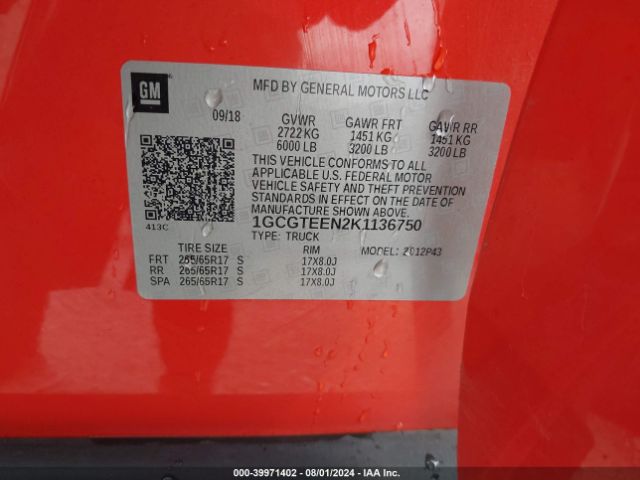 GM
MFD BY GENERAL MOTORS LLC
09/18
GVWR GAWR FRT GAWR RR
2722 KG 1451 KG 1451 KG
6000 LB 3200 LB 3200 LB
THIS VEHICLE CONFORMS TO ALL
APPLICABLE U.S. FEDERAL MOTOR
VEHICLE SAFETY AND THEFT PREVENTION
STANDARDS IN EFFECT ON THE DATE OF
MANUFACTURE SHOWN ABOVE.
1GCGTEEN2K1136750
413C
TYPE: TRUCK MODEL:
TIRE SIZE RIM
FRT 265/65R17 S 17X8.0J
RR 265/65R17 S 17X8.0J
SPA 265/65R17 S 17X8.0J
000-39971402 - 08/01/2024 - IAA Inc.